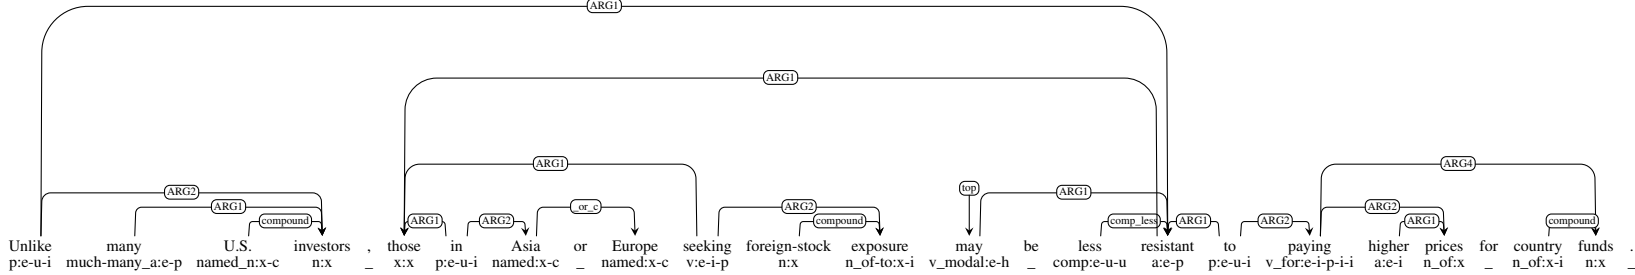 ARG1
ARG1
ARG1 ARG4
top
ARG2 ARG1
ARG1 _or_c ARG2 ARG2
compound ARG1 ARG2 compound comp_less ARG1 ARG2 ARG1 compound
Unlike many U.S. investors , those in Asia or Europe seeking foreign-stock exposure may be less resistant to paying higher prices for country funds .
p:e-u-i much-many_a:e-p named_n:x-c n:x _ x:x p:e-u-i named:x-c _ named:x-c v:e-i-p n:x n_of-to:x-i v_modal:e-h _ comp:e-u-u a:e-p p:e-u-i v_for:e-i-p-i-i a:e-i n_of:x _ n_of:x-i n:x _